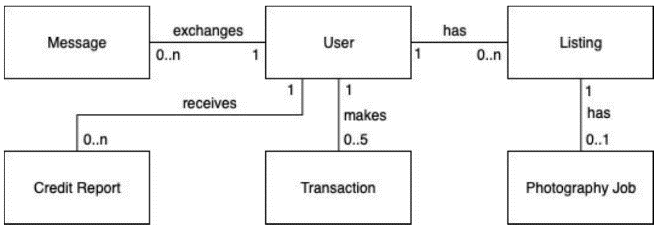 exchanges
has
Message
User
Listing
0..n
1
1
0..n
1
1
1
receives
makes
has
0..n
0..5
0..1
Credit Report
Transaction
Photography Job